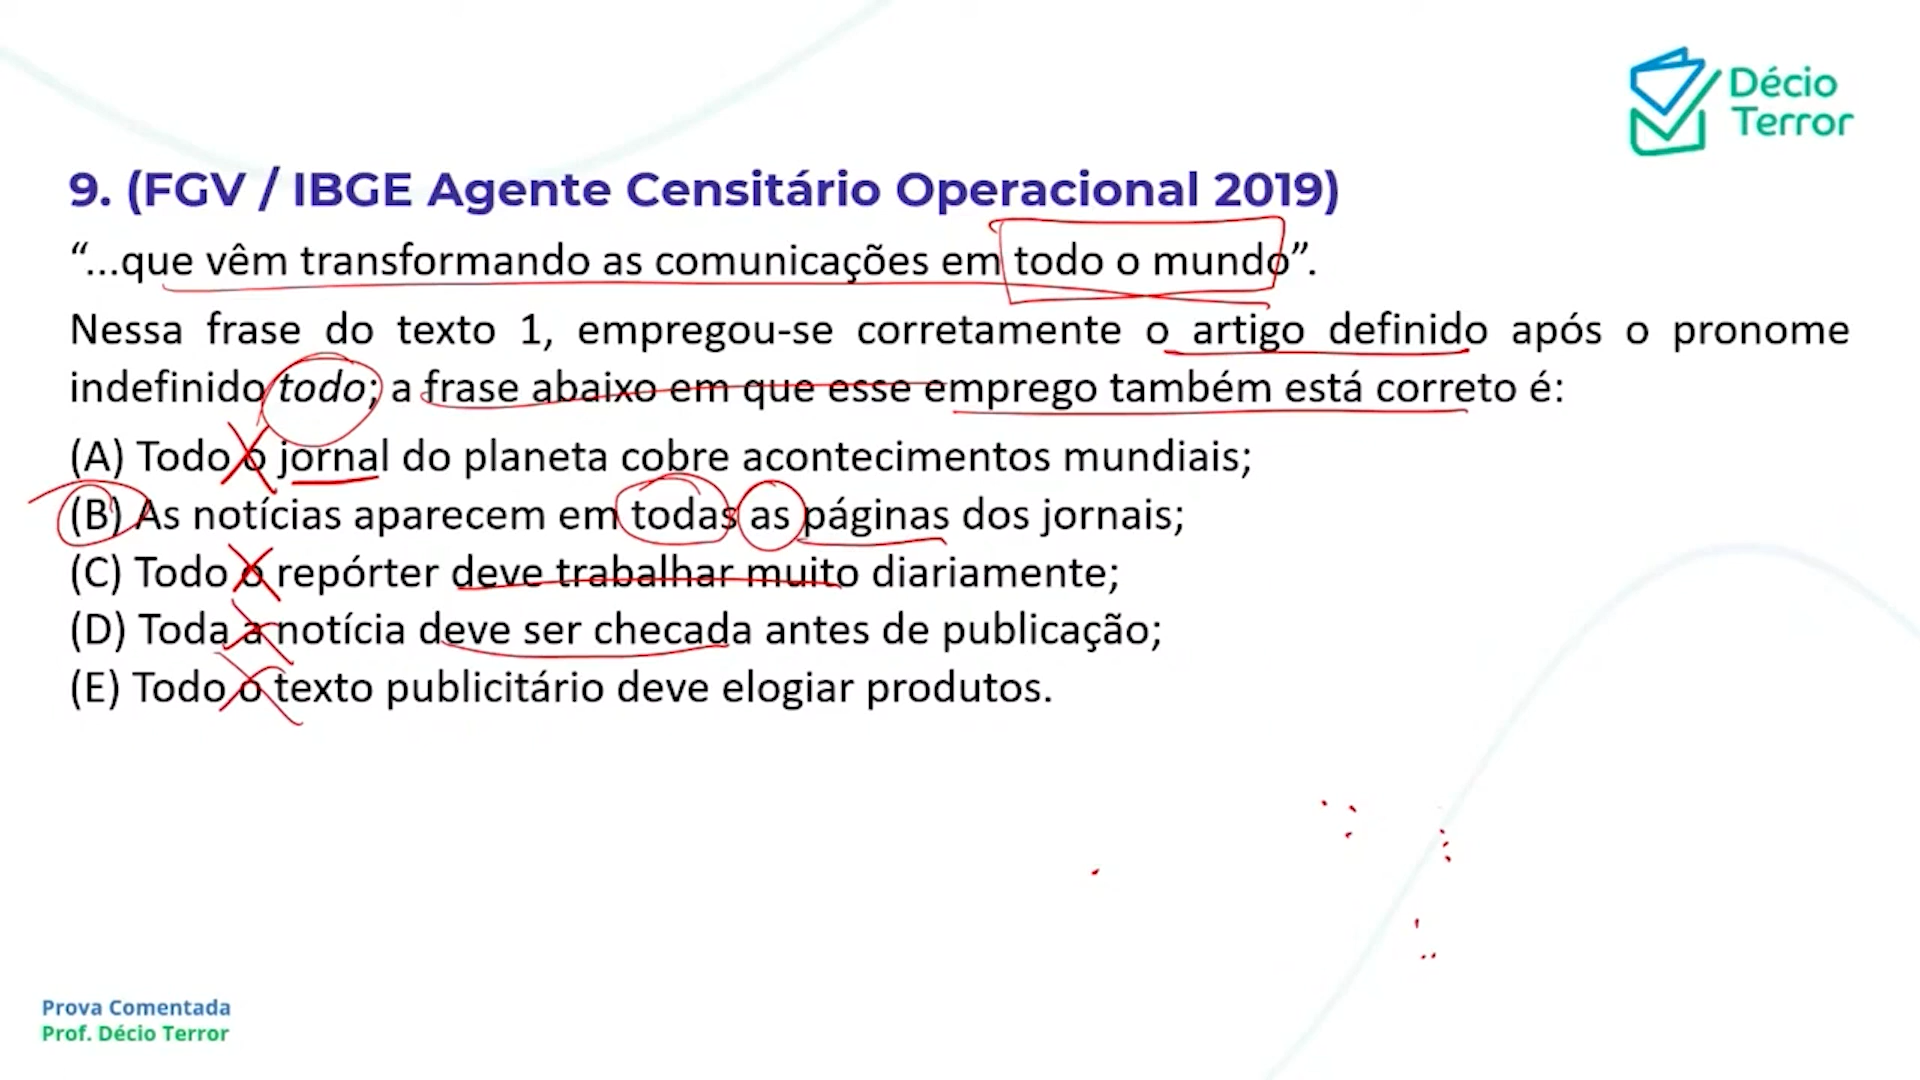 Décio
Terror
9. (FGV / IBGE Agente Censitário Operacional 2019)
“...que vêm transformando as comunicações em todo o mundo”.
Nessa frase do texto 1, empregou-se corretamente o artigo definido após o pronome
indefinido todo; a frase abaixo em que esse emprego também está correto é:
(A) Todo o jornal do planeta cobre acontecimentos mundiais;
(B) As notícias aparecem em todas as páginas dos jornais;
(C) Todo o repórter deve trabalhar muito diariamente;
(D) Toda a notícia deve ser checada antes de publicação;
(E) Todo o texto publicitário deve elogiar produtos.
Prova Comentada
Prof. Décio Terror